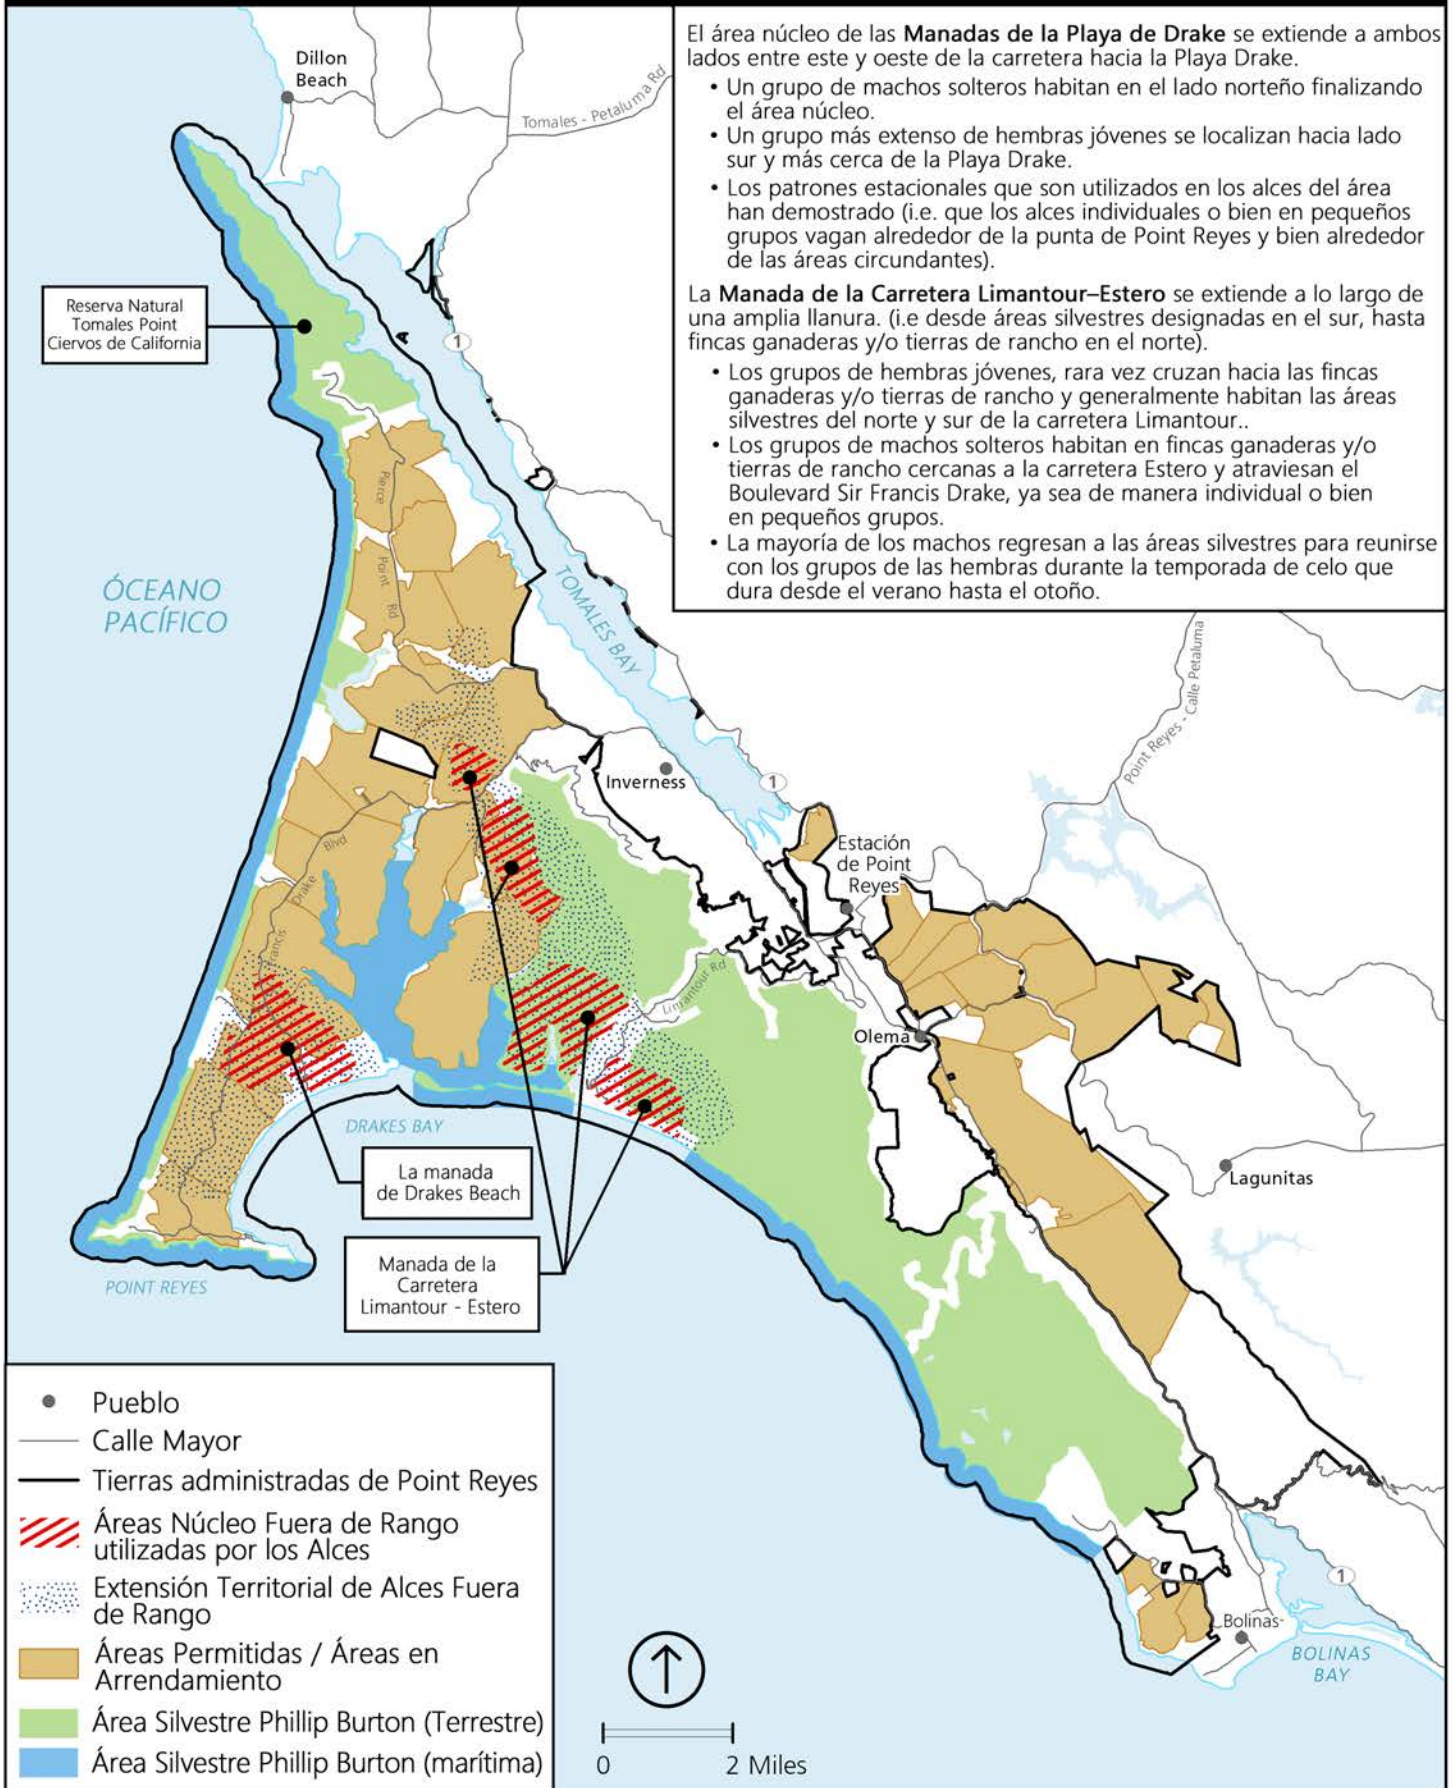 El área núcleo de las Manadas de la Playa de Drake se extiende a ambos
lados entre este y oeste de la carretera hacia la Playa Drake.
• Un grupo de machos solteros habitan en el lado norteño finalizando
el área núcleo.
• Un grupo más extenso de hembras jóvenes se localizan hacia lado
sur y más cerca de la Playa Drake.
• Los patrones estacionales que son utilizados en los alces del área
han demostrado (i.e. que los alces individuales o bien en pequeños
grupos vagan alrededor de la punta de Point Reyes y bien alrededor
de las áreas circundantes).
La Manada de la Carretera Limantour–Estero se extiende a lo largo de
una amplia llanura. (i.e desde áreas silvestres designadas en el sur, hasta
fincas ganaderas y/o tierras de rancho en el norte).
• Los grupos de hembras jóvenes, rara vez cruzan hacia las fincas
ganaderas y/o tierras de rancho y generalmente habitan las áreas
silvestres del norte y sur de la carretera Limantour..
• Los grupos de machos solteros habitan en fincas ganaderas y/o
tierras de rancho cercanas a la carretera Estero y atraviesan el
Boulevard Sir Francis Drake, ya sea de manera individual o bien
en pequeños grupos.
• La mayoría de los machos regresan a las áreas silvestres para reunirse
con los grupos de las hembras durante la temporada de celo que
dura desde el verano hasta el otoño.
Dillon
Beach
Tomales - Petaluma Rd
Reserva Natural
Tomales Point
Ciervos de California
1
Pierce
Point
Rd
ÓCEANO
PACÍFICO
TOMALES BAY
Point Reyes - Calle Petaluma
Inverness
1
Estación
de Point
Reyes
Blvd
Drake
Francis
Limantour Rd
Olema
DRAKES BAY
La manada
de Drakes Beach
Lagunitas
Manada de la
Carretera
Limantour - Estero
POINT REYES
Pueblo
Calle Mayor
Tierras administradas de Point Reyes
Áreas Núcleo Fuera de Rango
utilizadas por los Alces
Extensión Territorial de Alces Fuera
de Rango
Áreas Permitidas / Áreas en
Arrendamiento
Área Silvestre Phillip Burton (Terrestre)
Área Silvestre Phillip Burton (marítima)
0 2 Miles
1
Bolinas
BOLINAS
BAY